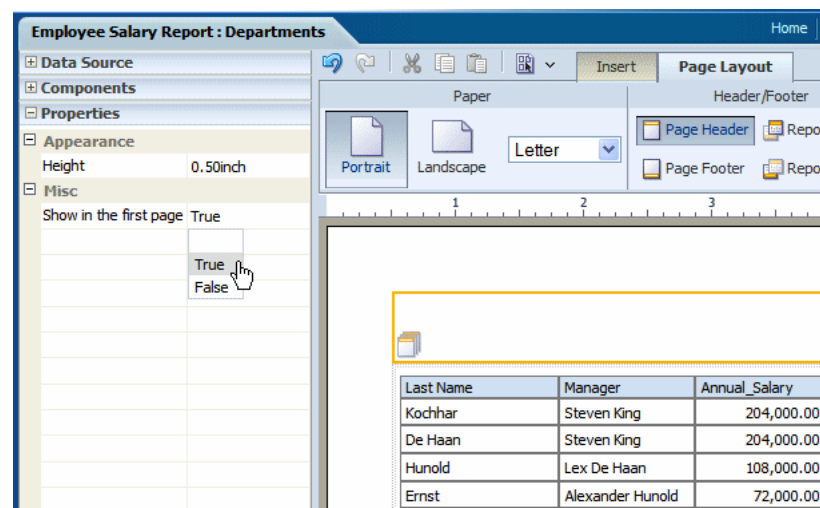 Employee Salary Report : Departments
Home
Data Source
Components
Properties
Appearance
Height 0.50inch
Misc
Show in the first page True
True
False
Insert Page Layout
Paper
Header/Footer
Portrait
Landscape
Letter
Page Header
Repo
Page Footer
Repo
1 2 3
Last Name Manager Annual_Salary
Kochhar Steven King 204,000.00
De Haan Steven King 204,000.00
Hunold Lex De Haan 108,000.00
Ernst Alexander Hunold 72,000.00